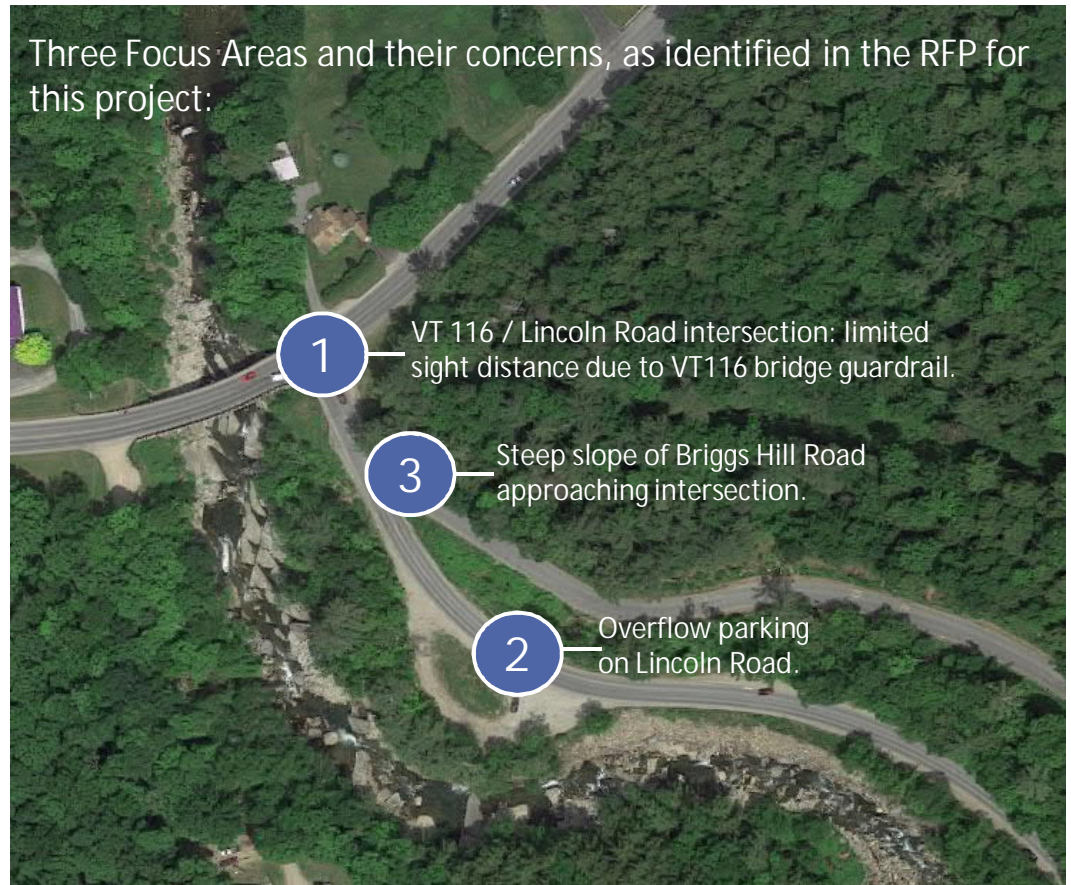 Three Focus Areas and their concerns, as identified in the RFP for
this project:
1
VT 116 / Lincoln Road intersection: limited
sight distance due to VT116 bridge guardrail.
3
Steep slope of Briggs Hill Road
approaching intersection.
2
Overflow parking
on Lincoln Road.